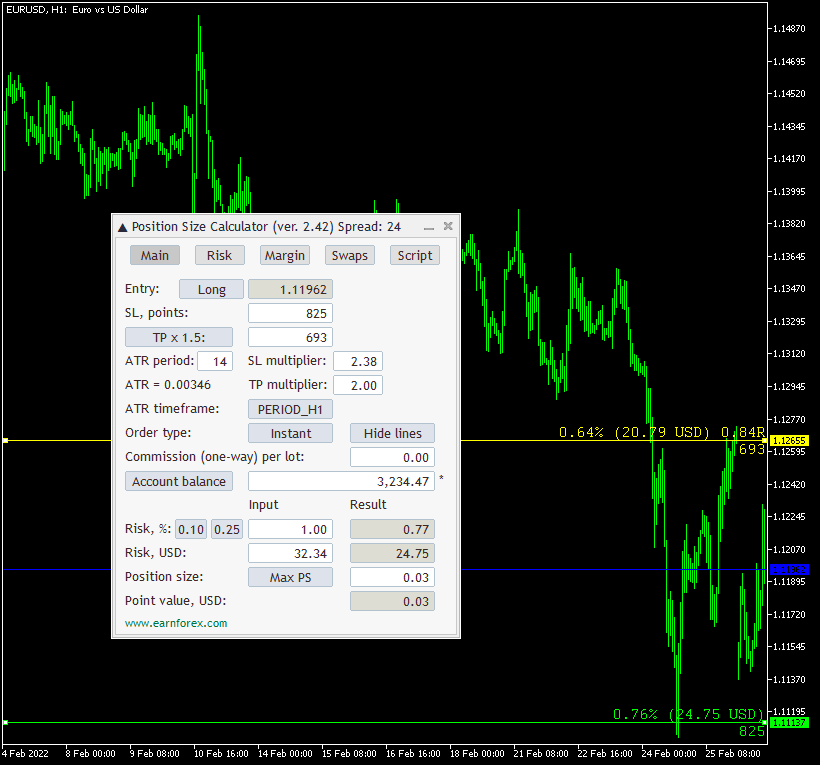 EURUSD, H1: Euro vs US Dollar
1.14870
1.14695
1.14520
1.14345
1.14170
1.13995
1.13820
1.13645
1.13470
1.13295
1.13120
1.12945
1.12770
1.12655
1.12595
1.12420
1.12245
1.12070
1.11895
1.11720
1.11545
1.11370
1.11195
1.11137
▲ Position Size Calculator (ver. 2.42) Spread: 24
Main Risk Margin Swaps Script
Entry: Long 1.11962
SL, points: 825
TP x 1.5: 693
ATR period: 14 SL multiplier: 2.38
ATR = 0.00346 TP multiplier: 2.00
ATR timeframe: PERIOD_H1
Order type: Instant Hide lines
Commission (one-way) per lot: 0.00
Account balance 3,234.47 *
Input Result
Risk, %: 0.10 0.25 1.00 0.77
Risk, USD: 32.34 24.75
Position size: Max PS 0.03
Point value, USD: 0.03
www.earnforex.com
0.64% (20.79 USD) 0.84R
693
0.76% (24.75 USD)
825
4 Feb 2022 8 Feb 00:00 9 Feb 08:00 10 Feb 16:00 14 Feb 00:00 15 Feb 08:00 16 Feb 16:00 18 Feb 00:00 21 Feb 08:00 22 Feb 16:00 24 Feb 00:00 25 Feb 08:00